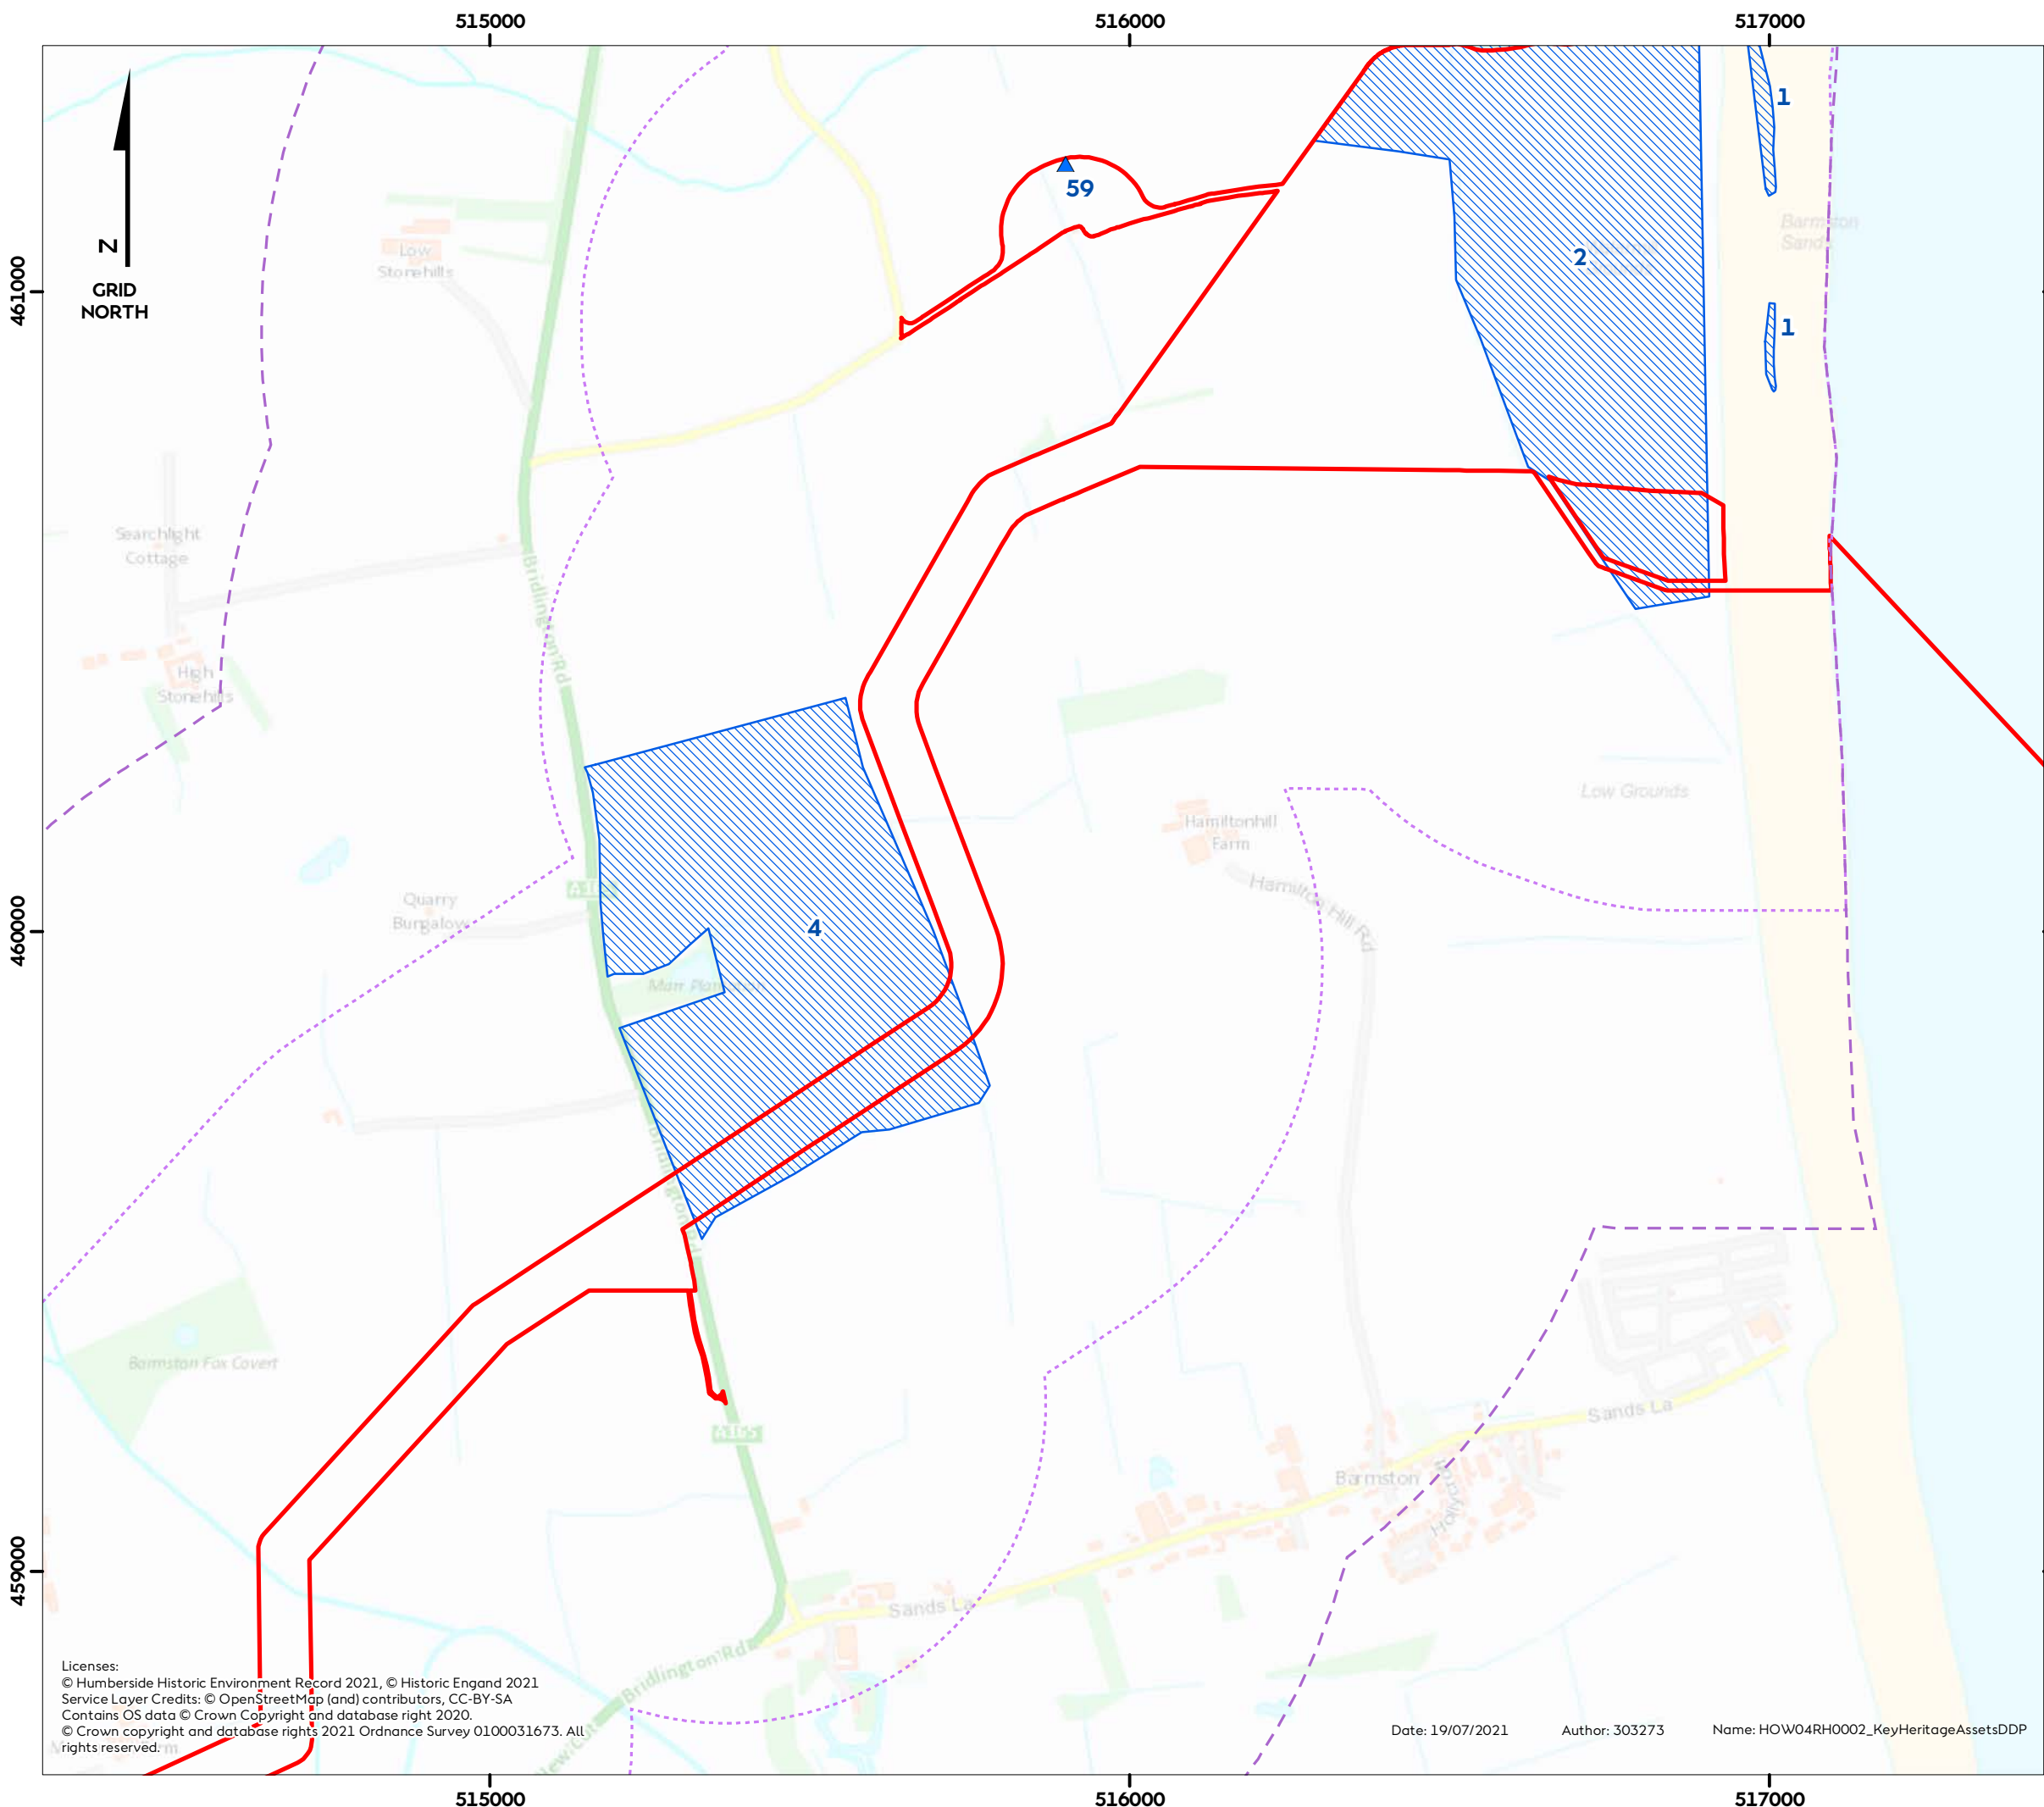 515000
516000
517000
1
59
Barmston
Sands
Low
Stonehills
461000
N
GRID
NORTH
2
1
Searchlight
Cottage
Bridlington Rd
High
Stonehills
Low Grounds
Hamiltonhill
Farm
Hamilton Hill Rd
Quarry
Bungalow
460000
4
Marr Plantation
Bridlington Rd
Barmston Fox Covert
Sands La
A165
Barmston
459000
Sands La
Bridlington Rd
Licenses:
© Humberside Historic Environment Record 2021, © Historic Engand 2021
Service Layer Credits: © OpenStreetMap (and) contributors, CC-BY-SA
Contains OS data © Crown Copyright and database right 2020.
© Crown copyright and database rights 2021 Ordnance Survey 0100031673. All
rights reserved.
Date: 19/07/2021
Author: 303273
Name: HOW04RH0002_KeyHeritageAssetsDDP
515000
516000
517000